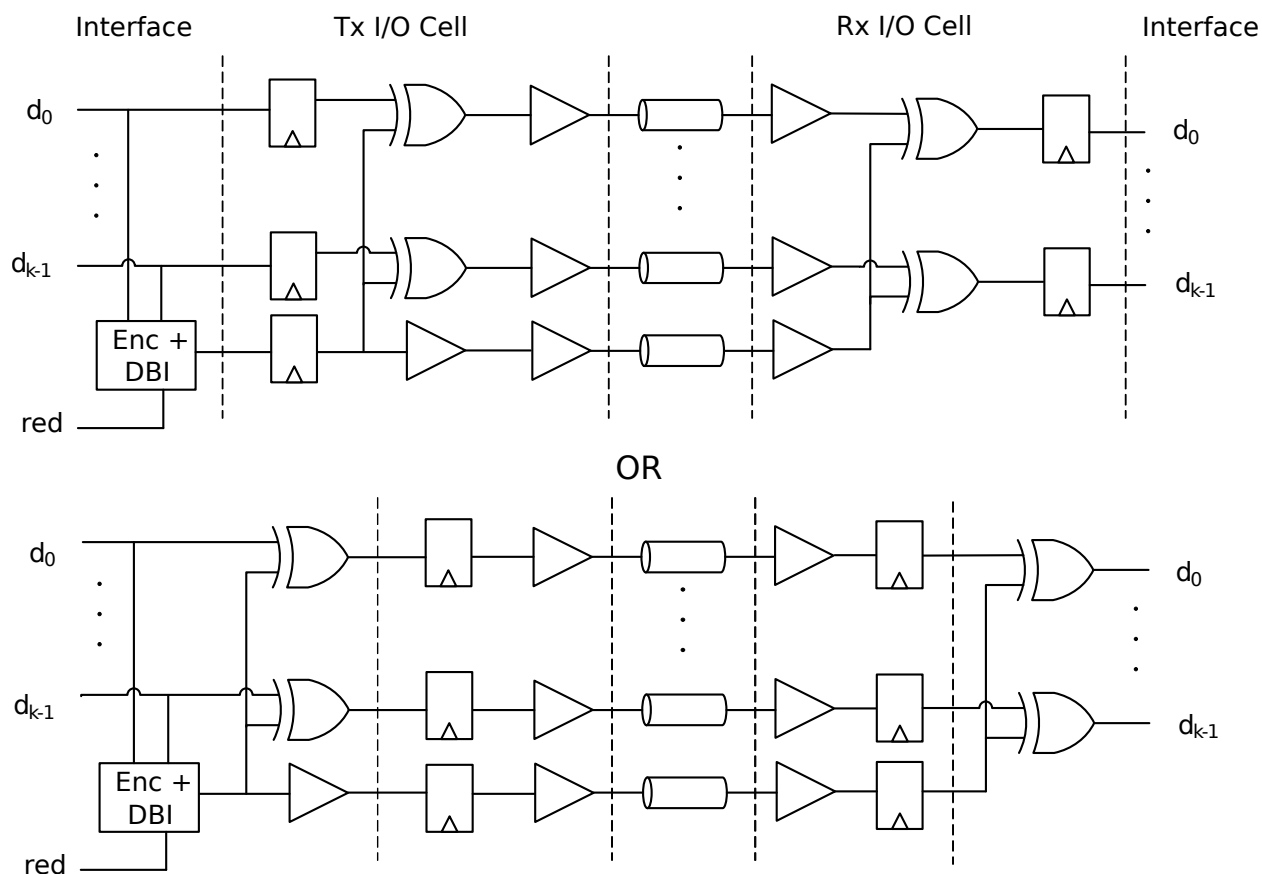 Interface Tx I/O Cell Rx I/O Cell Interface
d0
d0
dk-1
dk-1
Enc +
DBI
red
OR
d0
d0
dk-1
dk-1
Enc +
DBI
red